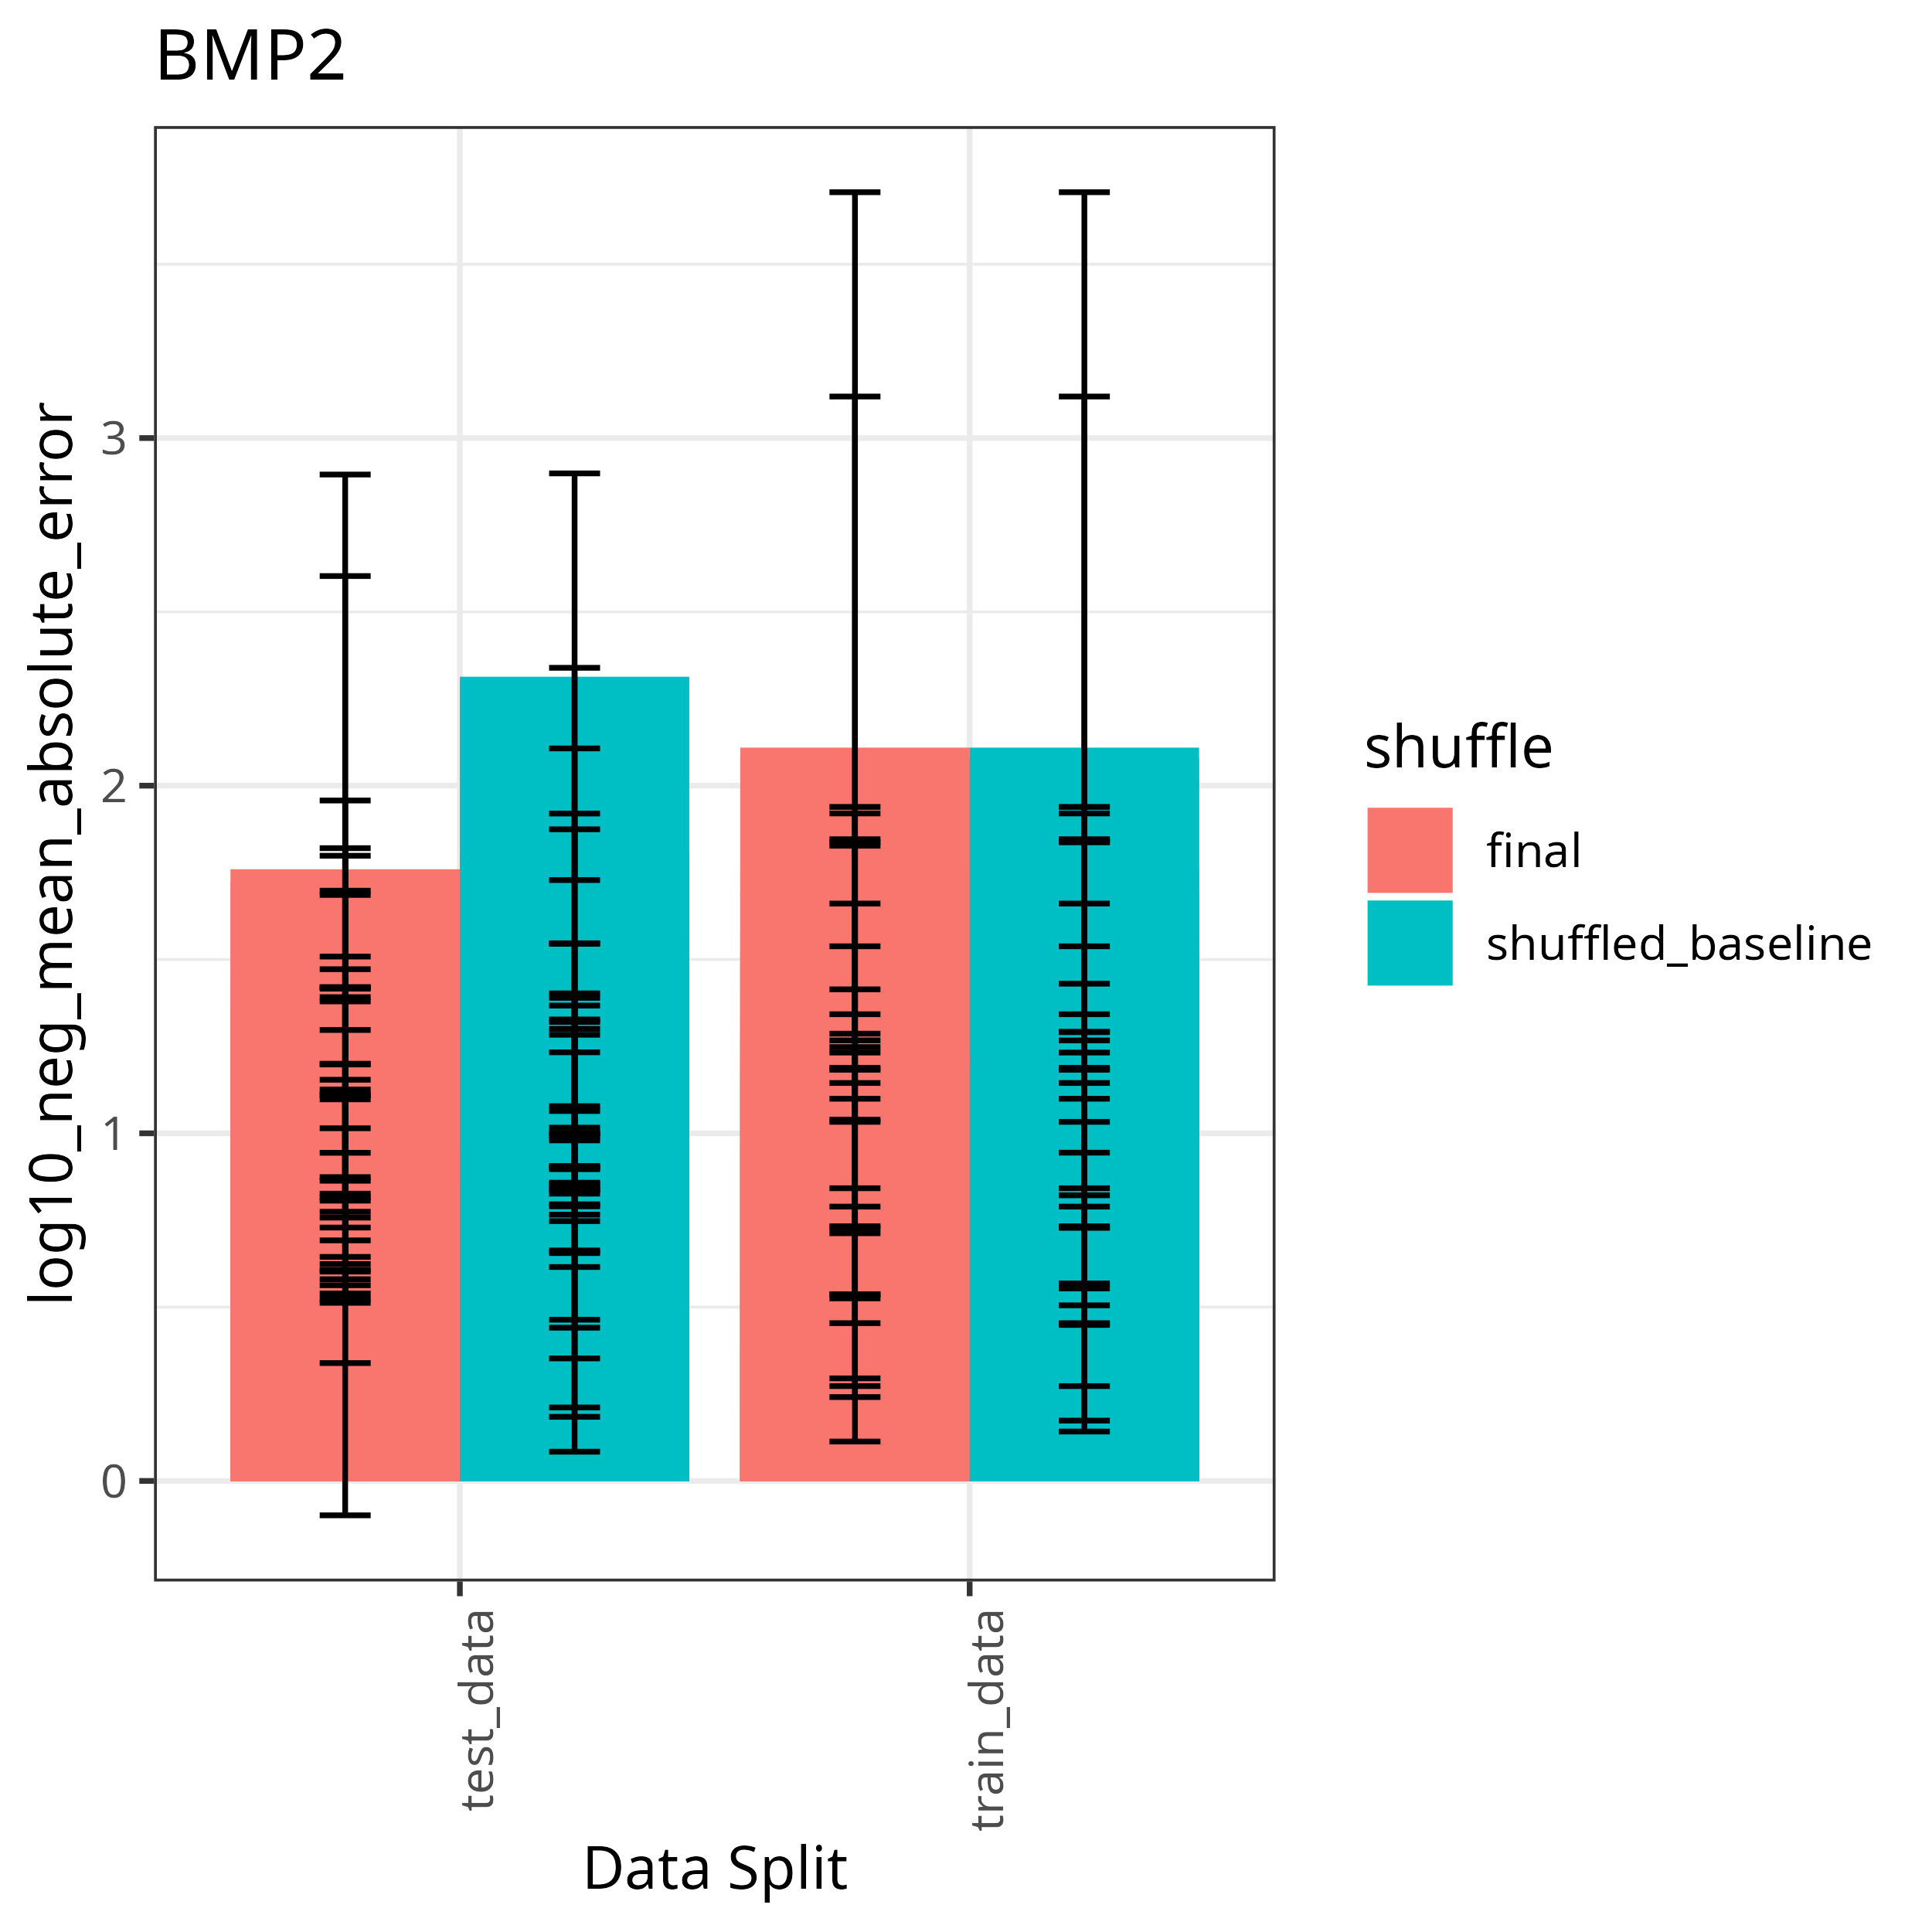 BMP2
log10_neg_mean_absolute_error
3
2
1
0
test_data
train_data
Data Split
shuffle
final
shuffled_baseline